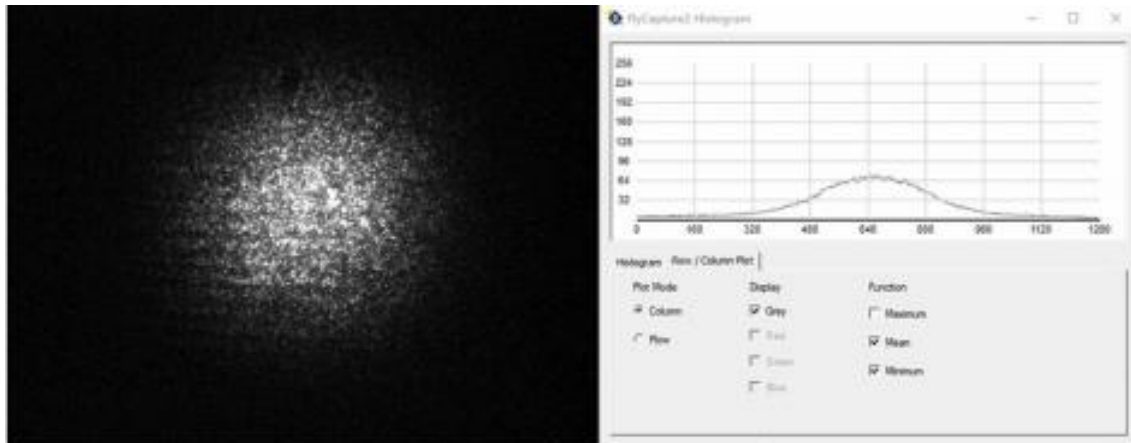 FlyCapture2 Histogram
256
224
192
160
128
96
64
32
0 160 320 480 640 800 960 1120 1280
Histogram Row / Column Plot
Plot Mode Display Function
Column Grey Maximum
Row Red Mean
Green Minimum
Blue